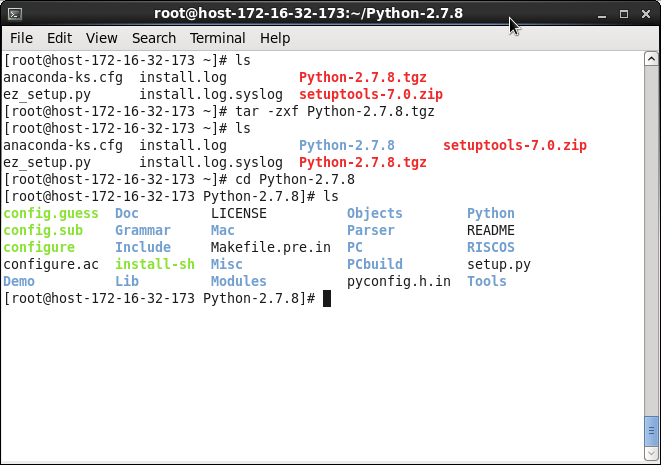 root@host-172-16-32-173:~/Python-2.7.8
File Edit View Search Terminal Help
[root@host-172-16-32-173 ~]# ls
anaconda-ks.cfg  install.log         Python-2.7.8.tgz
ez_setup.py      install.log.syslog  setuptools-7.0.zip
[root@host-172-16-32-173 ~]# tar -zxf Python-2.7.8.tgz
[root@host-172-16-32-173 ~]# ls
anaconda-ks.cfg  install.log         Python-2.7.8      setuptools-7.0.zip
ez_setup.py      install.log.syslog  Python-2.7.8.tgz
[root@host-172-16-32-173 ~]# cd Python-2.7.8
[root@host-172-16-32-173 Python-2.7.8]# ls
config.guess  Doc         LICENSE          Objects       Python
config.sub    Grammar     Mac              Parser        README
configure     Include     Makefile.pre.in  PC            RISCOS
configure.ac  install-sh  Misc             PCbuild       setup.py
Demo          Lib         Modules          pyconfig.h.in  Tools
[root@host-172-16-32-173 Python-2.7.8]#